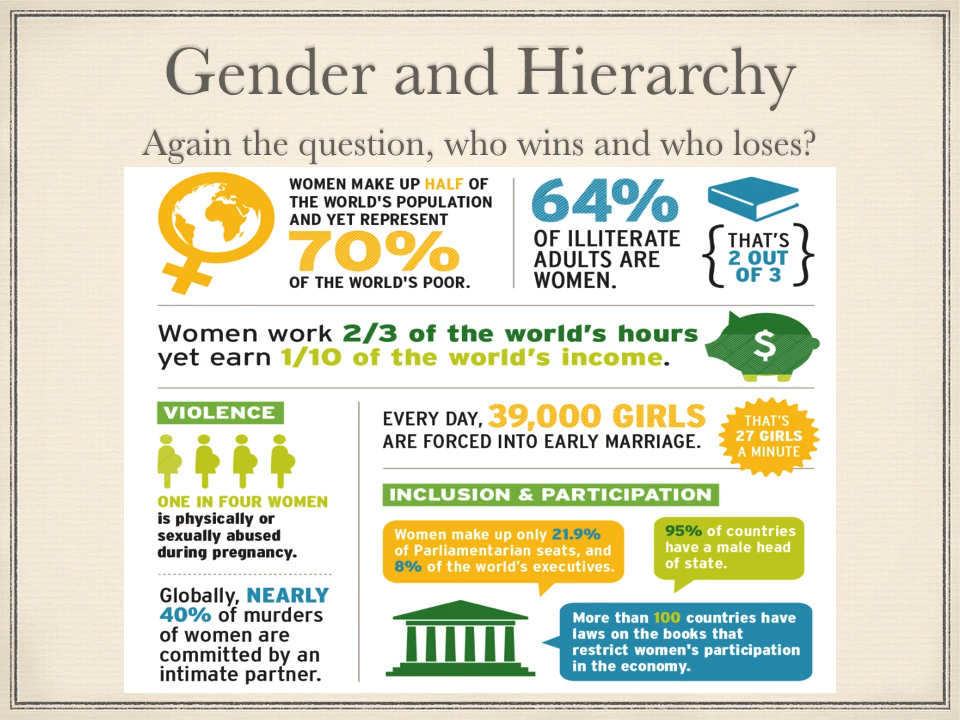 Gender and Hierarchy
Again the question, who wins and who loses?
WOMEN MAKE UP HALF OF
THE WORLD'S POPULATION
AND YET REPRESENT
70%
OF THE WORLD'S POOR.
64%
OF ILLITERATE
ADULTS ARE
WOMEN.
THAT'S
2 OUT
OF 3
Women work 2/3 of the world's hours
yet earn 1/10 of the world's income.
$
VIOLENCE
ONE IN FOUR WOMEN
is physically or
sexually abused
during pregnancy.
Globally, NEARLY
40% of murders
of women are
committed by an
intimate partner.
EVERY DAY, 39,000 GIRLS
ARE FORCED INTO EARLY MARRIAGE.
THAT'S
27 GIRLS
A MINUTE
INCLUSION & PARTICIPATION
Women make up only 21.9%
of Parliamentarian seats, and
8% of the world's executives.
95% of countries
have a male head
of state.
More than 100 countries have
laws on the books that
restrict women's participation
in the economy.